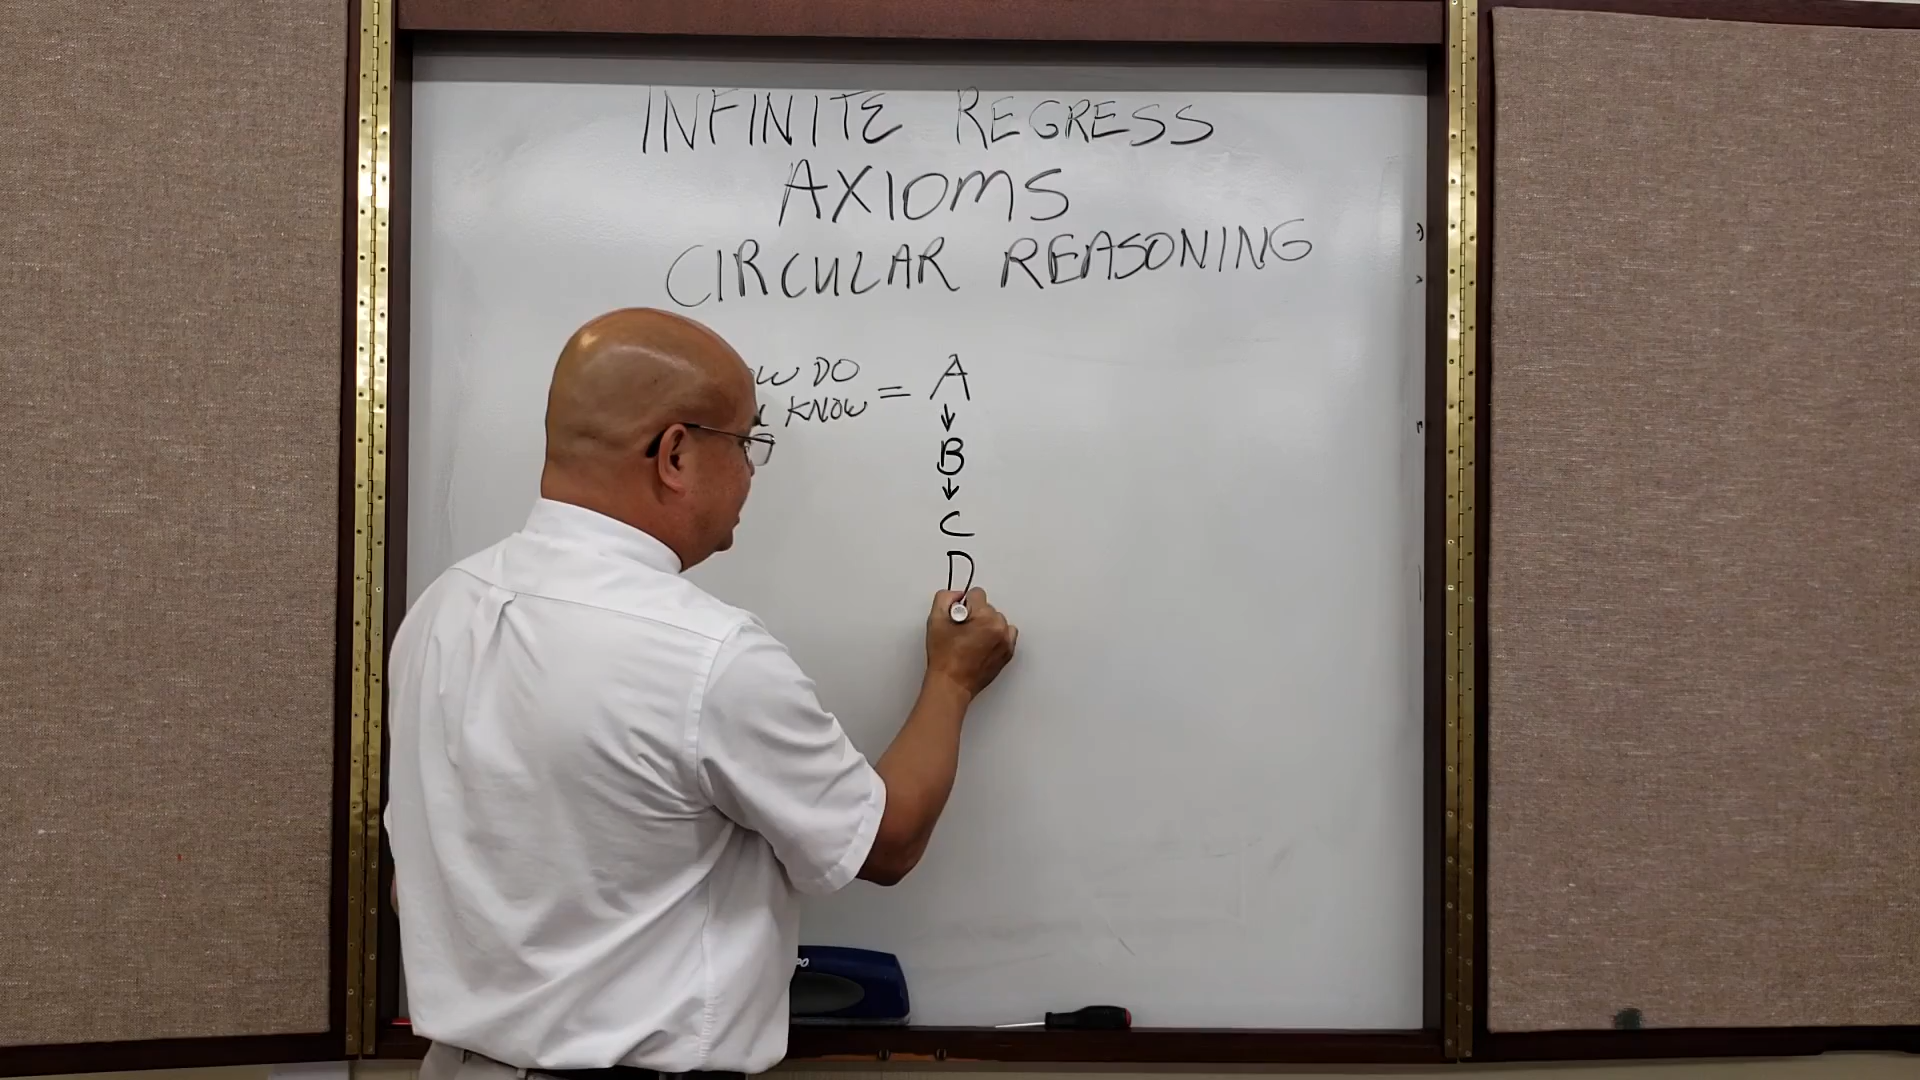 INFINITE REGRESS
AXIOMS
CIRCULAR REASONING
DO
KNOW = A
↓
B
↓
C
D